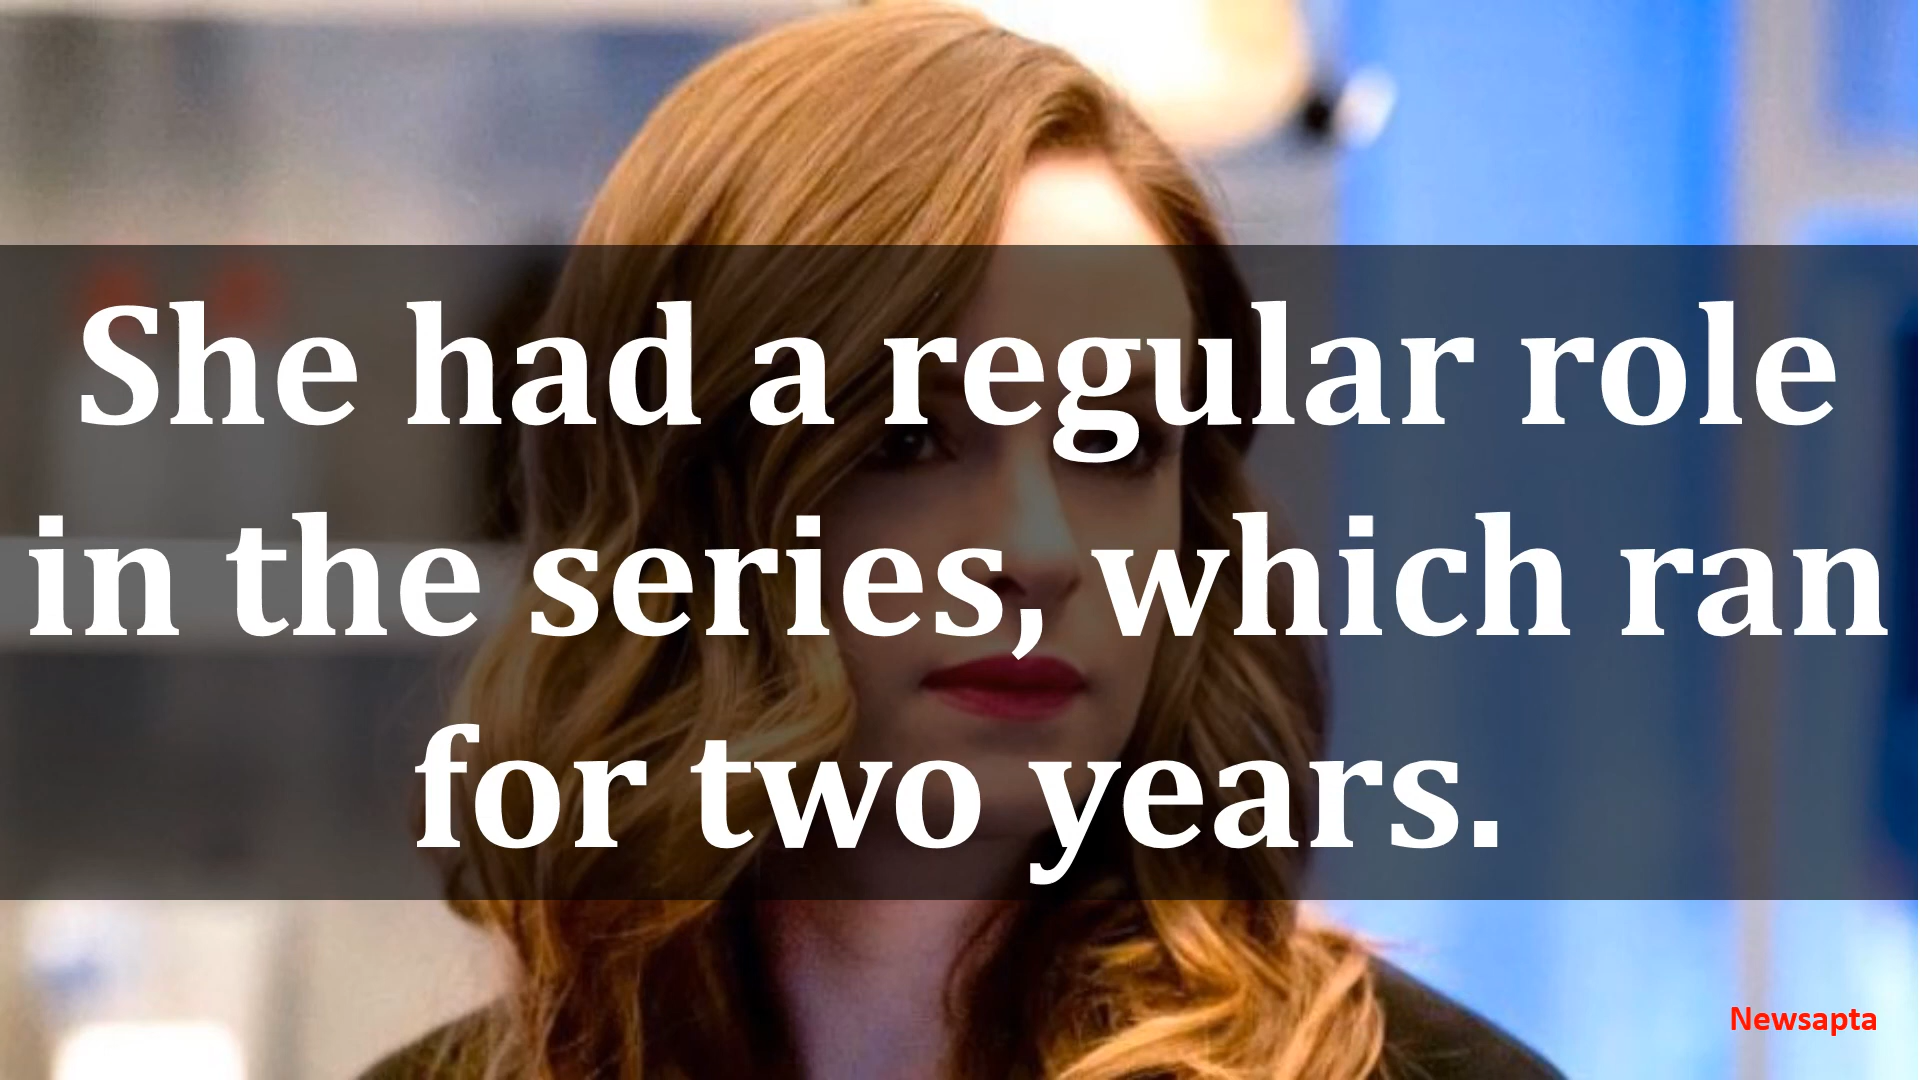 She had a regular role
in the series, which ran
for two years.
Newsapta